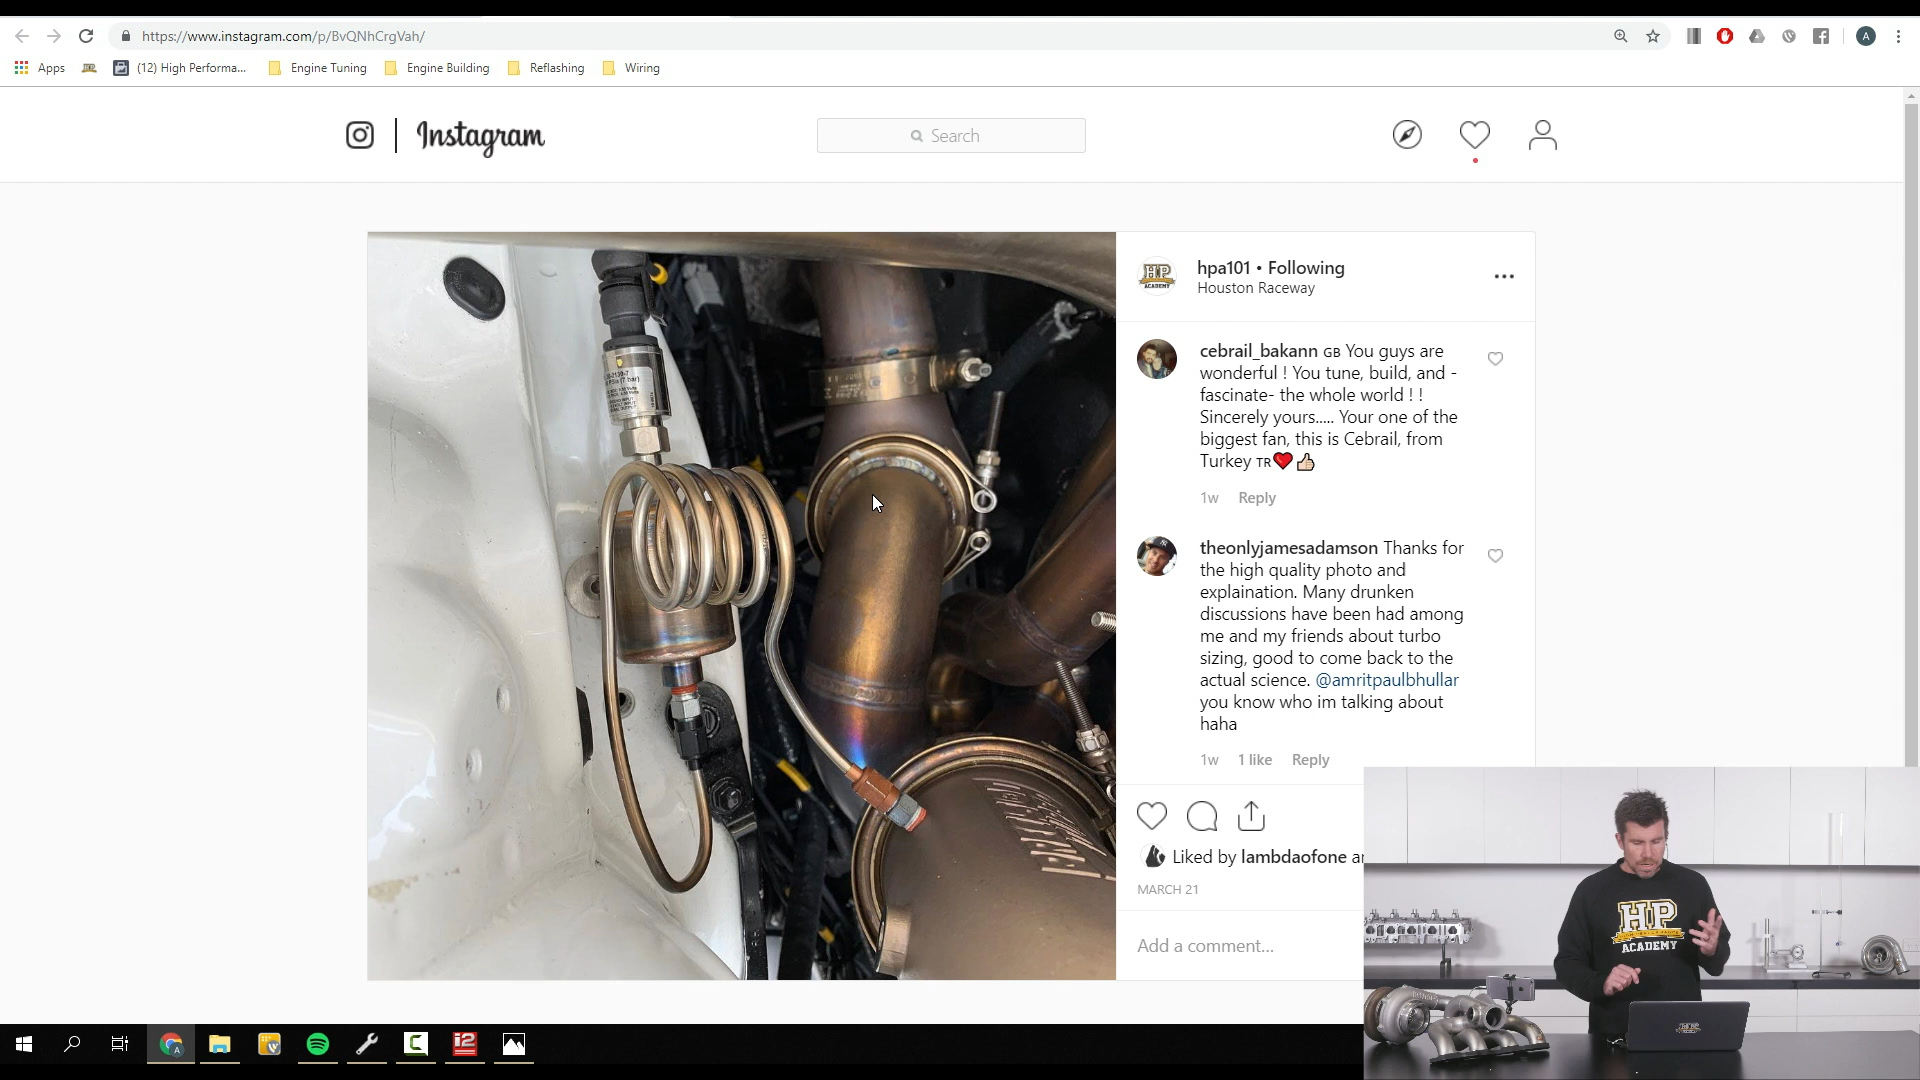 https://www.instagram.com/p/BvQNhCrgVah/
Apps
(12) High Performa...
Engine Tuning
Engine Building
Reflashing
Wiring
Instagram
Search
hpa101 • Following
Houston Raceway
HP
ACADEMY
cebrail_bakann GB You guys are
wonderful ! You tune, build, and -
fascinate- the whole world ! !
Sincerely yours..... Your one of the
biggest fan, this is Cebrail, from
Turkey TR❤️👍🏻
1w Reply
theonlyjamesadamson Thanks for
the high quality photo and
explaination. Many drunken
discussions have been had among
me and my friends about turbo
sizing, good to come back to the
actual science. @amritpaulbhullar
you know who im talking about
haha
1w 1 like Reply
Liked by lambdaofone
MARCH 21
Add a comment...
(7 bar)
HP
ACADEMY
A
A
i2